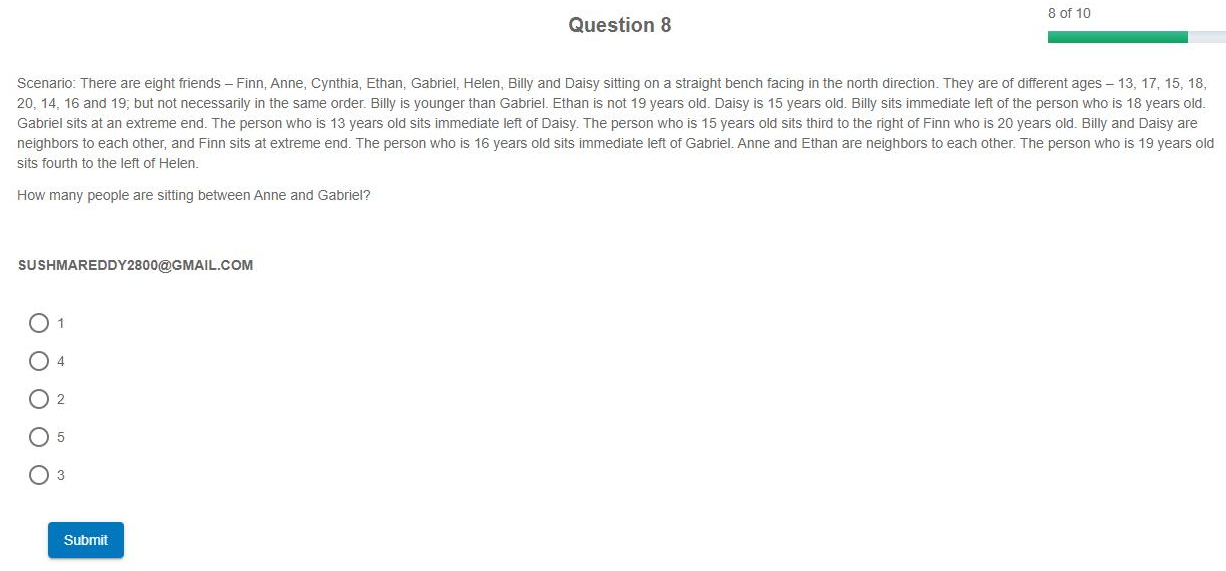 8 of 10
Question 8
Scenario: There are eight friends – Finn, Anne, Cynthia, Ethan, Gabriel, Helen, Billy and Daisy sitting on a straight bench facing in the north direction. They are of different ages – 13, 17, 15, 18,
20, 14, 16 and 19; but not necessarily in the same order. Billy is younger than Gabriel. Ethan is not 19 years old. Daisy is 15 years old. Billy sits immediate left of the person who is 18 years old.
Gabriel sits at an extreme end. The person who is 13 years old sits immediate left of Daisy. The person who is 15 years old sits third to the right of Finn who is 20 years old. Billy and Daisy are
neighbors to each other, and Finn sits at extreme end. The person who is 16 years old sits immediate left of Gabriel. Anne and Ethan are neighbors to each other. The person who is 19 years old
sits fourth to the left of Helen.
How many people are sitting between Anne and Gabriel?
SUSHMAREDDY2800@GMAIL.COM
1
4
2
5
3
Submit